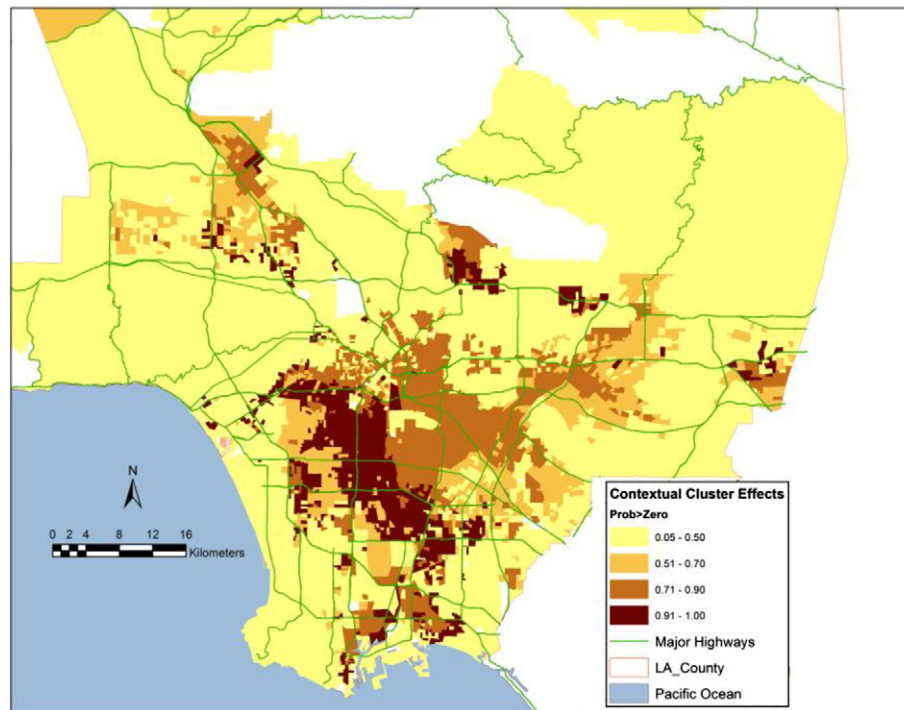 N
0 2 4 8 12 16
Kilometers
Contextual Cluster Effects
Prob>Zero
0.05 - 0.50
0.51 - 0.70
0.71 - 0.90
0.91 - 1.00
Major Highways
LA_County
Pacific Ocean